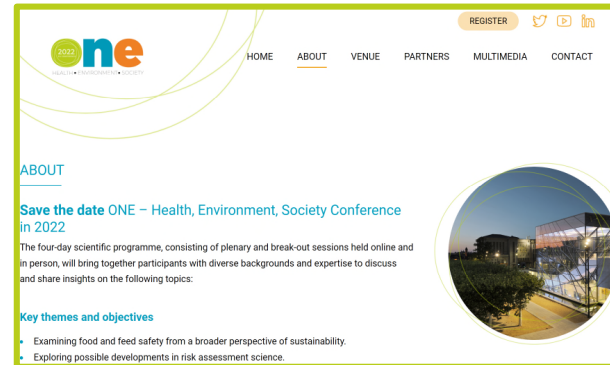 REGISTER
2022
one
HEALTH • ENVIRONMENT • SOCIETY
HOME ABOUT VENUE PARTNERS MULTIMEDIA CONTACT
ABOUT
Save the date ONE – Health, Environment, Society Conference
in 2022
The four-day scientific programme, consisting of plenary and break-out sessions held online and
in person, will bring together participants with diverse backgrounds and expertise to discuss
and share insights on the following topics:
Key themes and objectives
• Examining food and feed safety from a broader perspective of sustainability.
• Exploring possible developments in risk assessment science.